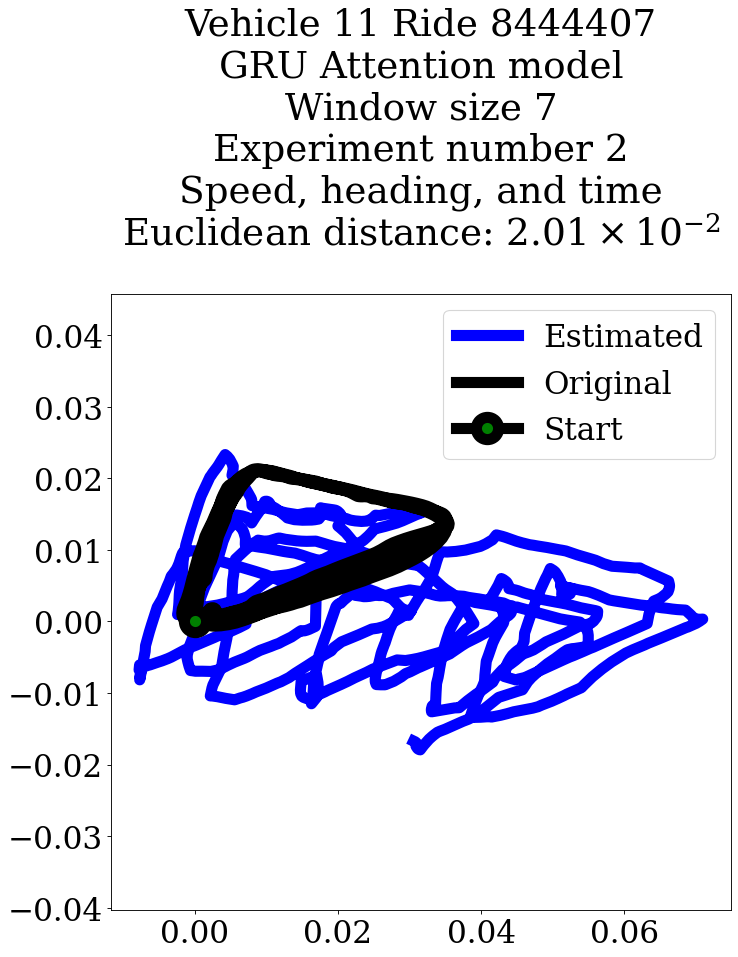 Vehicle 11 Ride 8444407
GRU Attention model
Window size 7
Experiment number 2
Speed, heading, and time
Euclidean distance: 2.01 × 10⁻²
Estimated
Original
Start
0.04
0.03
0.02
0.01
0.00
−0.01
−0.02
−0.03
−0.04
0.00 0.02 0.04 0.06